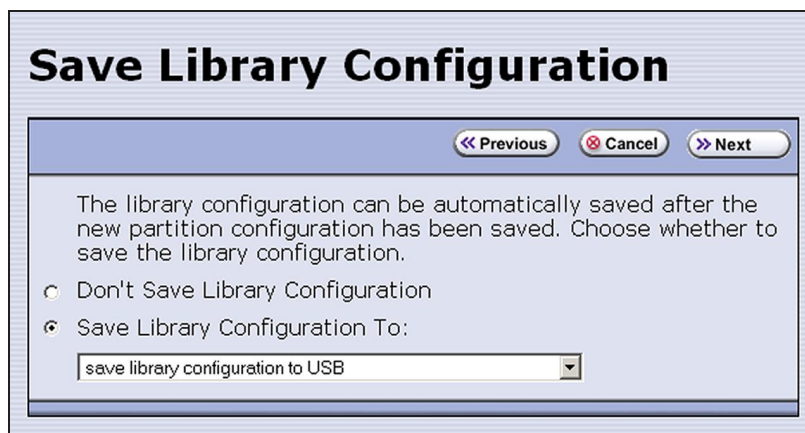 Save Library Configuration
Previous
Cancel
Next
The library configuration can be automatically saved after the
new partition configuration has been saved. Choose whether to
save the library configuration.
Don't Save Library Configuration
Save Library Configuration To:
save library configuration to USB